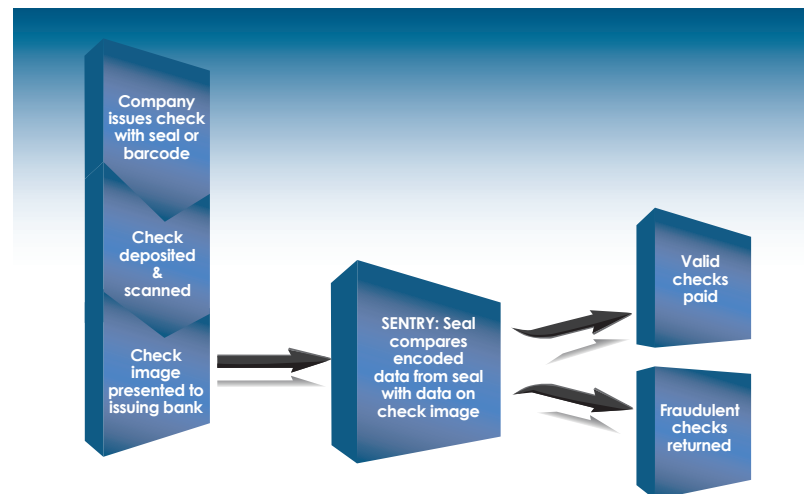 Company
issues check
with seal or
barcode
Check
deposited
&
scanned
Check
image
presented to
issuing bank
SENTRY: Seal
compares
encoded
data from seal
with data on
check image
Valid
checks
paid
Fraudulent
checks
returned